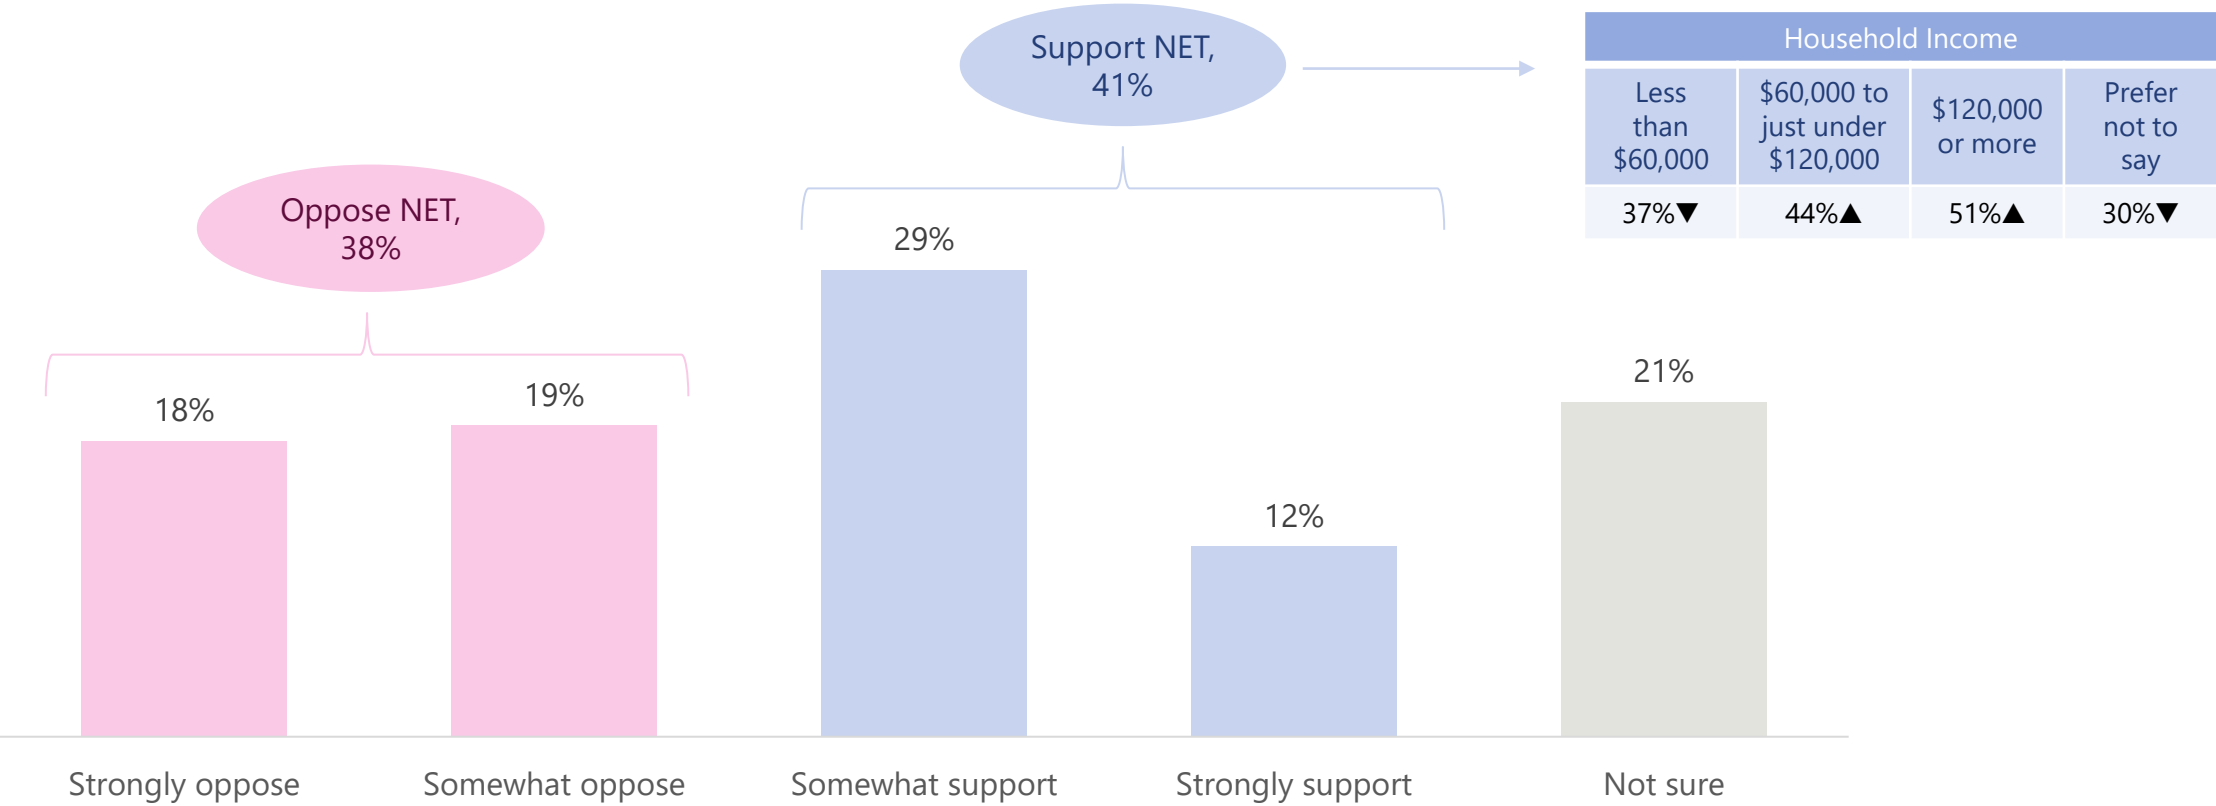 Support NET,
41%
Household Income
Less
than
$60,000
$60,000 to
just under
$120,000
$120,000
or more
Prefer
not to
say
37%▼
44%▲
51%▲
30%▼
Oppose NET,
38%
18%
19%
29%
12%
21%
Strongly oppose
Somewhat oppose
Somewhat support
Strongly support
Not sure